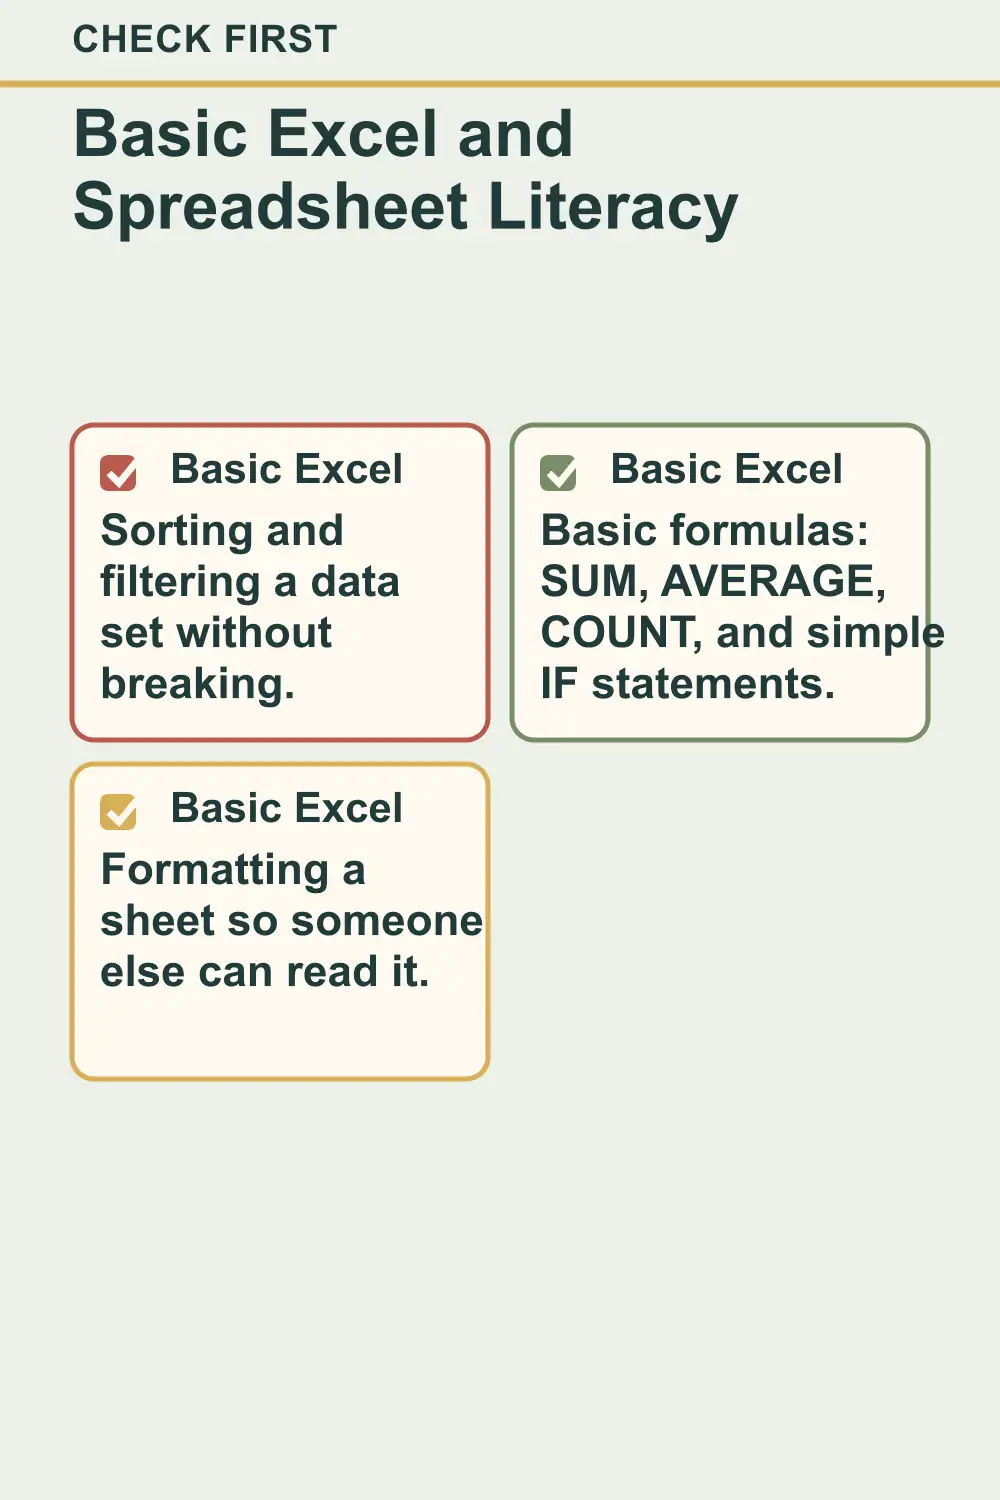 CHECK FIRST
Basic Excel and
Spreadsheet Literacy
Basic Excel
Sorting and
filtering a data
set without
breaking.
Basic Excel
Basic formulas:
SUM, AVERAGE,
COUNT, and simple
IF statements.
Basic Excel
Formatting a
sheet so someone
else can read it.